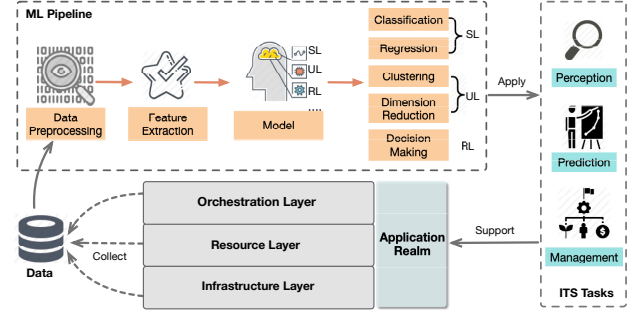 ML Pipeline
Data
Preprocessing
Feature
Extraction
Model
SL
UL
RL
....
Classification
Regression
SL
Clustering
Dimension
Reduction
UL
Decision
Making
RL
Apply
Perception
Prediction
Management
ITS Tasks
Support
Application
Realm
Orchestration Layer
Resource Layer
Infrastructure Layer
Collect
Data